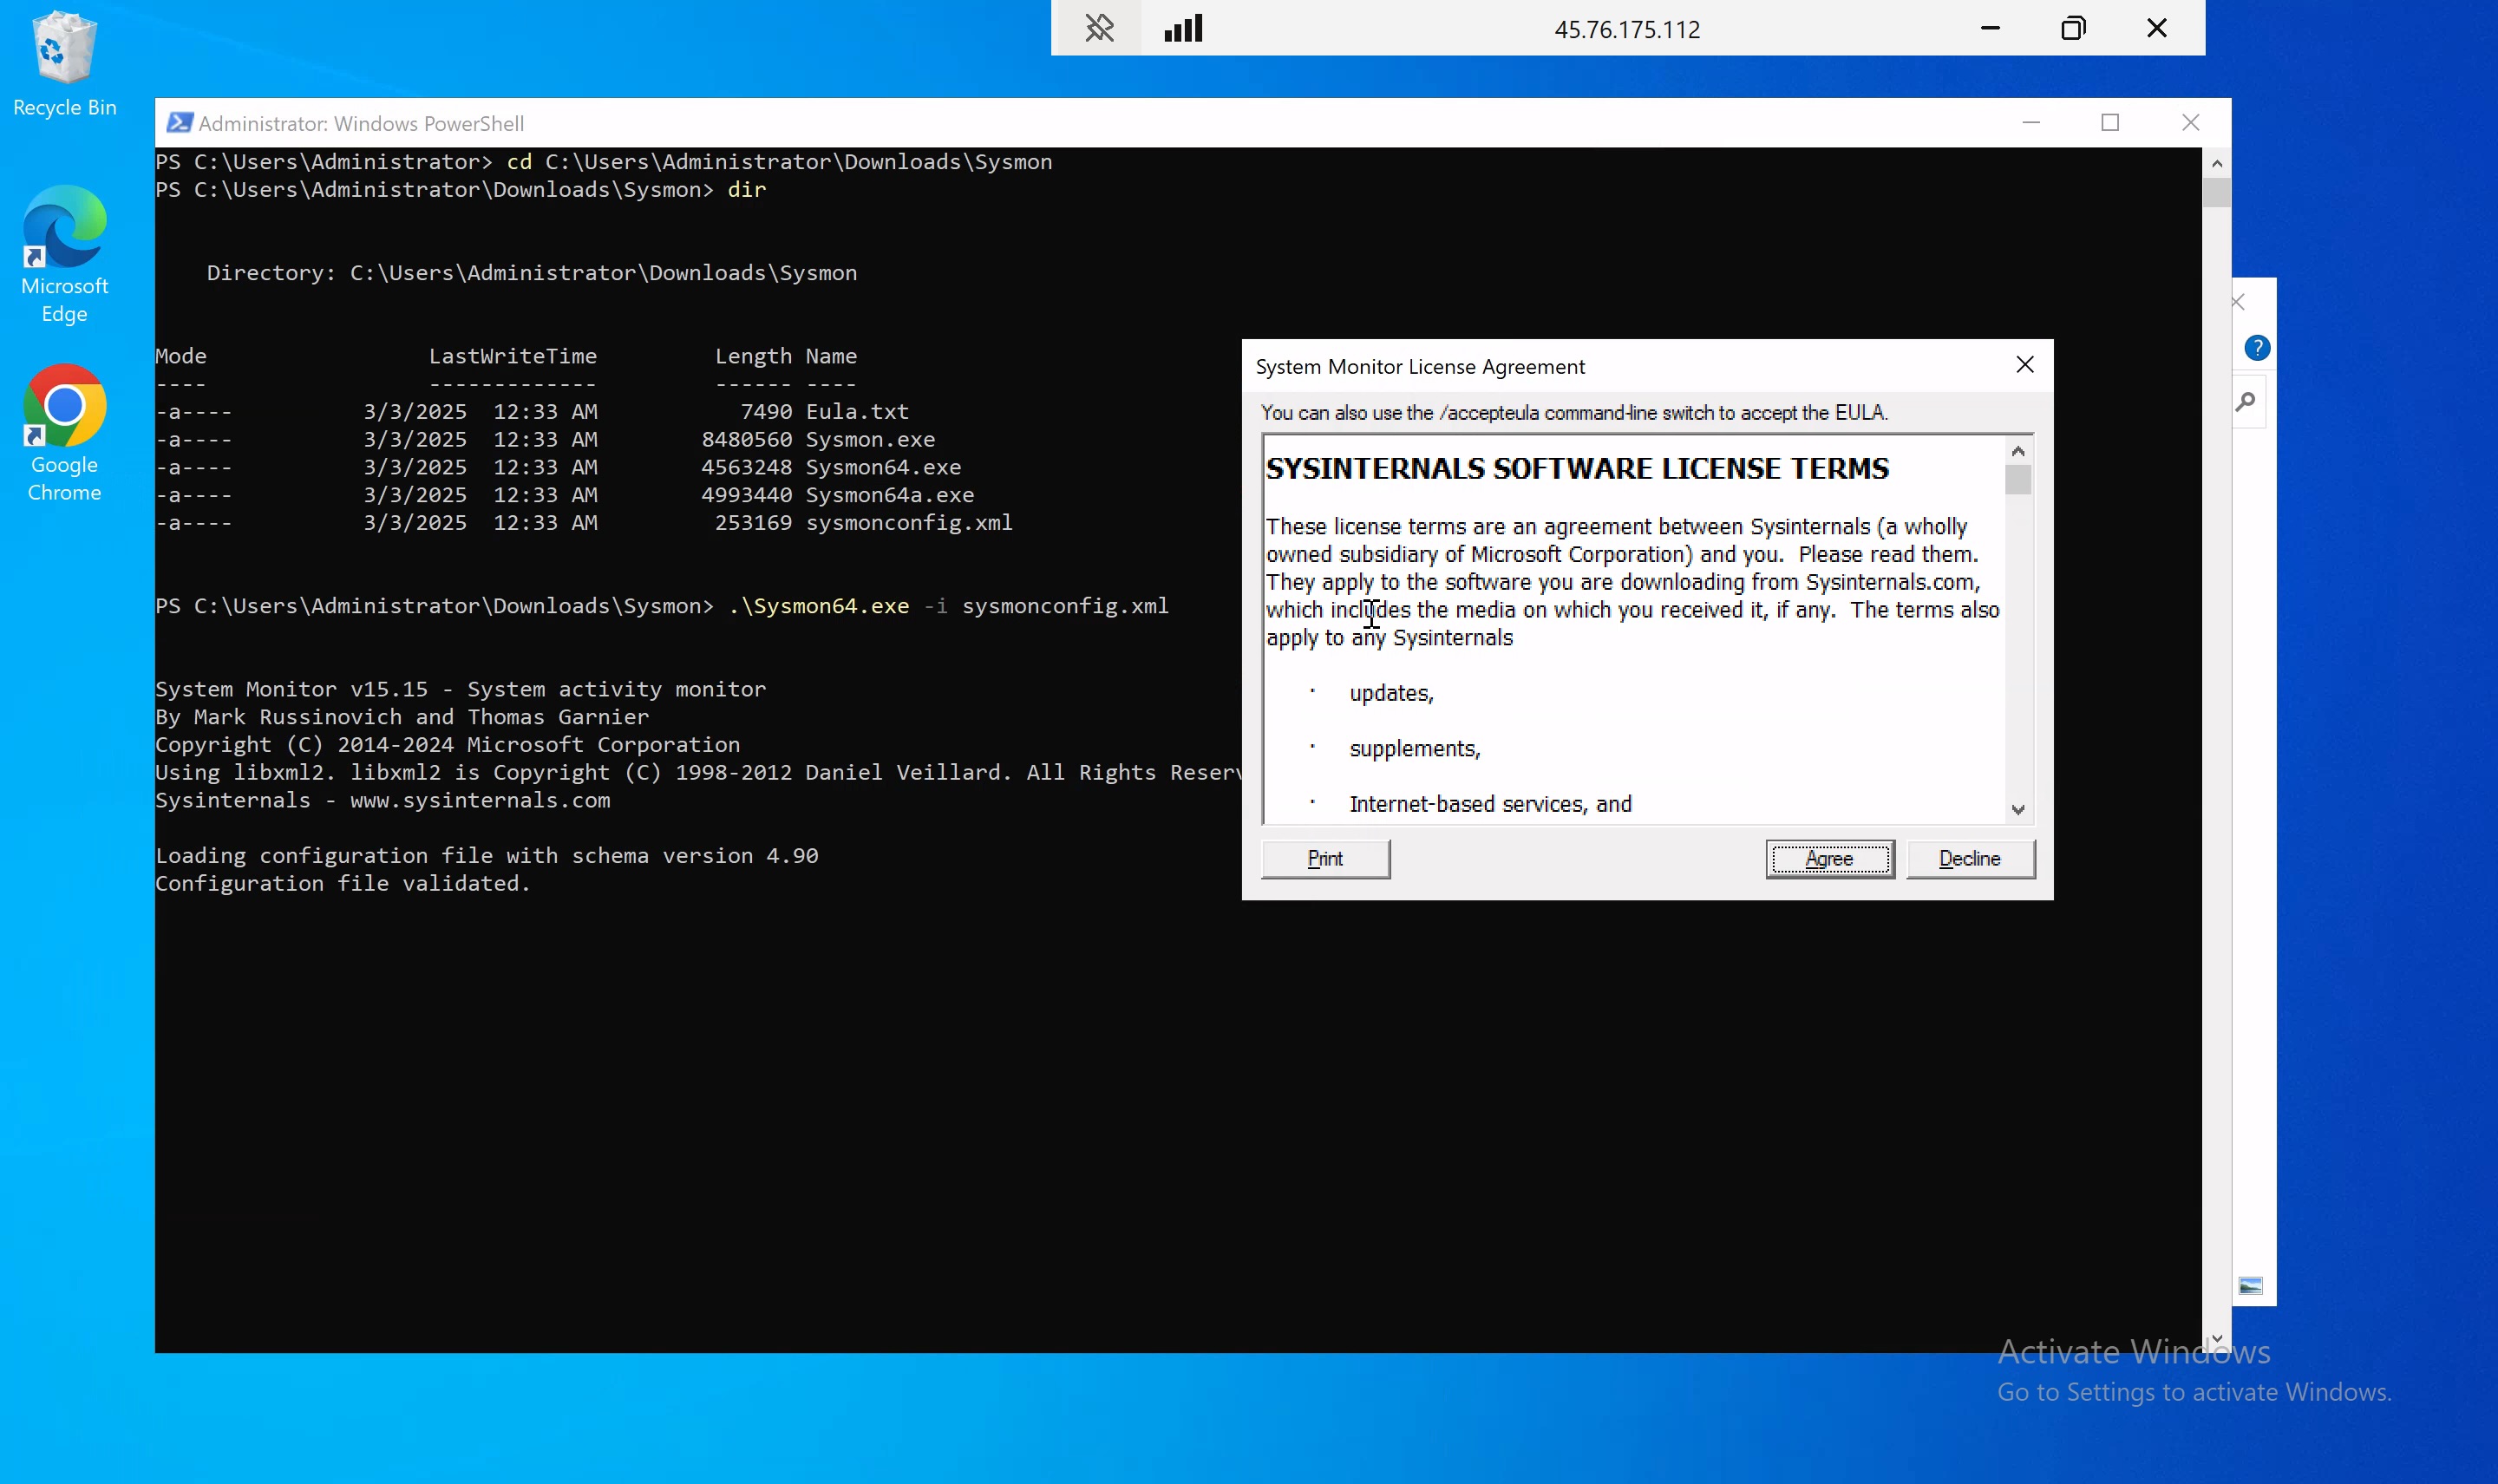 45.76.175.112
Recycle Bin
Microsoft
Edge
Google
Chrome
Administrator: Windows PowerShell
PS C:\Users\Administrator> cd C:\Users\Administrator\Downloads\Sysmon
PS C:\Users\Administrator\Downloads\Sysmon> dir
Directory: C:\Users\Administrator\Downloads\Sysmon
Mode LastWriteTime Length Name
---- ------------- ------ ----
-a---- 3/3/2025 12:33 AM 7490 Eula.txt
-a---- 3/3/2025 12:33 AM 8480560 Sysmon.exe
-a---- 3/3/2025 12:33 AM 4563248 Sysmon64.exe
-a---- 3/3/2025 12:33 AM 4993440 Sysmon64a.exe
-a---- 3/3/2025 12:33 AM 253169 sysmonconfig.xml
PS C:\Users\Administrator\Downloads\Sysmon> .\Sysmon64.exe -i sysmonconfig.xml
System Monitor v15.15 - System activity monitor
By Mark Russinovich and Thomas Garnier
Copyright (C) 2014-2024 Microsoft Corporation
Using libxml2. libxml2 is Copyright (C) 1998-2012 Daniel Veillard. All Rights Reserv
Sysinternals - www.sysinternals.com
Loading configuration file with schema version 4.90
Configuration file validated.
System Monitor License Agreement
You can also use the /accepteula command-line switch to accept the EULA.
SYSINTERNALS SOFTWARE LICENSE TERMS
These license terms are an agreement between Sysinternals (a wholly
owned subsidiary of Microsoft Corporation) and you. Please read them.
They apply to the software you are downloading from Sysinternals.com,
which includes the media on which you received it, if any. The terms also
apply to any Sysinternals
· updates,
· supplements,
· Internet-based services, and
Print
Agree
Decline
Activate Windows
Go to Settings to activate Windows.